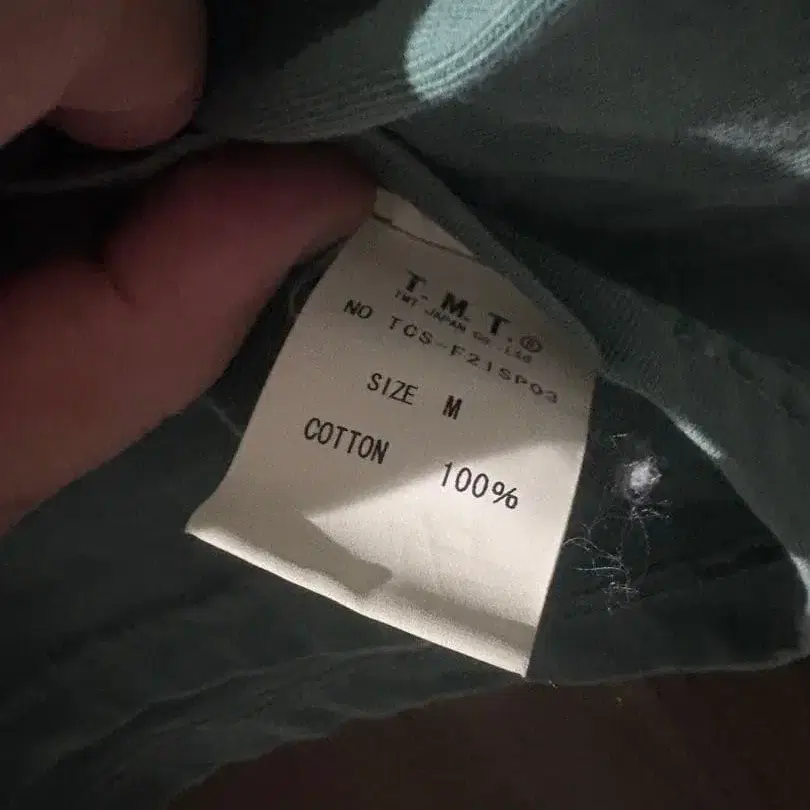 T.M.T.®
TMT JAPAN Co., Ltd
NO TCS-F21SP03
SIZE M
COTTON 100%